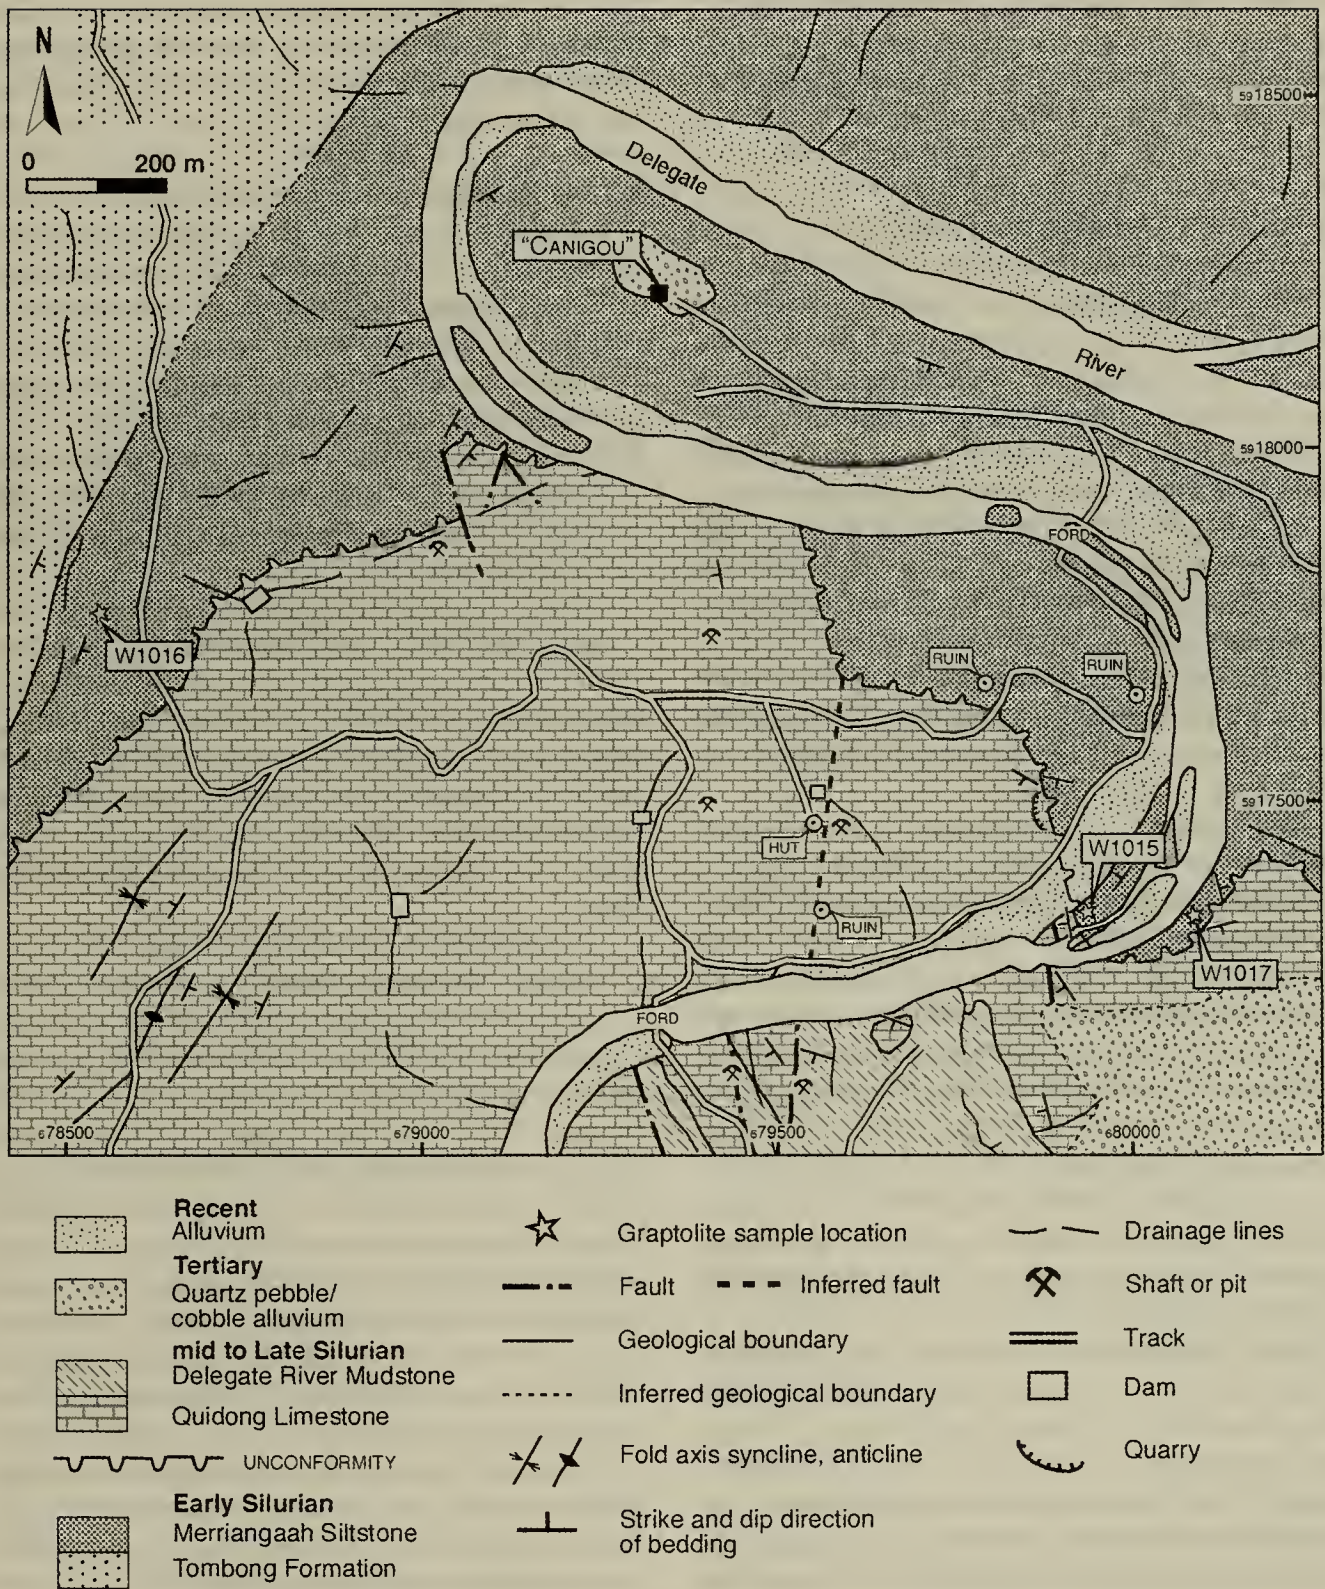 N
0 200 m
5918500
Delegate
"CANIGOU"
River
5918000
FORD
W1016
RUIN
RUIN
5917500
HUT
W1015
RUIN
W1017
FORD
678500
679000
679500
680000
Recent
Alluvium
Tertiary
Quartz pebble/
cobble alluvium
mid to Late Silurian
Delegate River Mudstone
Quidong Limestone
UNCONFORMITY
Early Silurian
Merriangaah Siltstone
Tombong Formation
Graptolite sample location
Fault
Inferred fault
Geological boundary
Inferred geological boundary
Fold axis syncline, anticline
Strike and dip direction
of bedding
Drainage lines
Shaft or pit
Track
Dam
Quarry